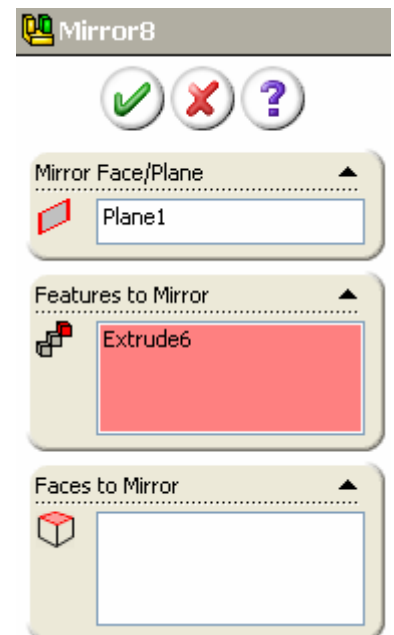 Mirror8
?
Mirror Face/Plane
Plane1
Features to Mirror
Extrude6
Faces to Mirror